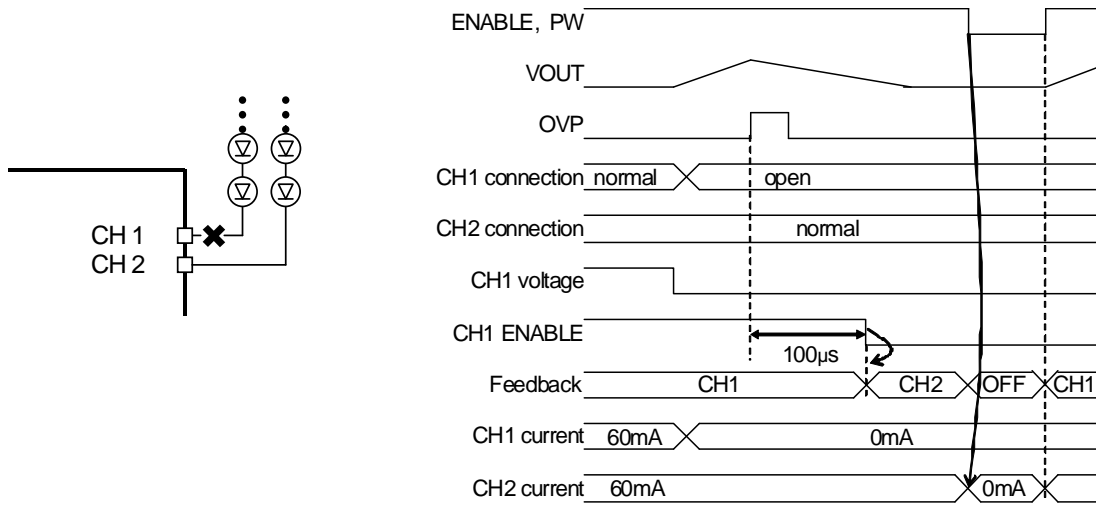 ENABLE, PW
VOUT
OVP
CH1 connection normal open
CH 1
CH2 connection normal
CH 2
CH1 voltage
CH1 ENABLE
100µs
Feedback CH1 CH2 OFF CH1
CH1 current 60mA 0mA
CH2 current 60mA 0mA